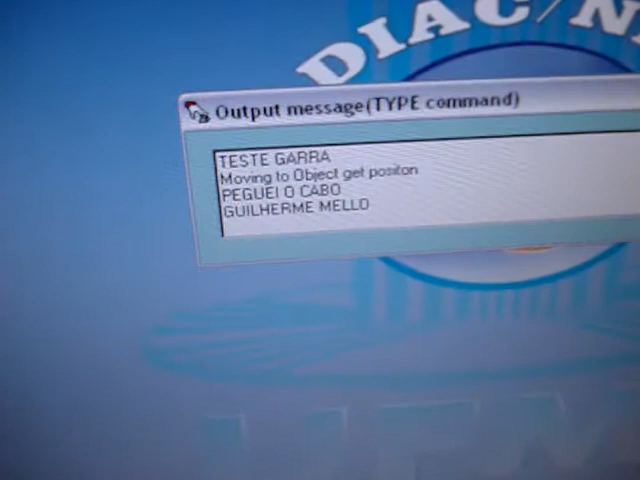 DIAC/N
Output message(TYPE command)
TESTE GARRA
Moving to Object get positon
PEGUEI O CABO
GUILHERME MELLO